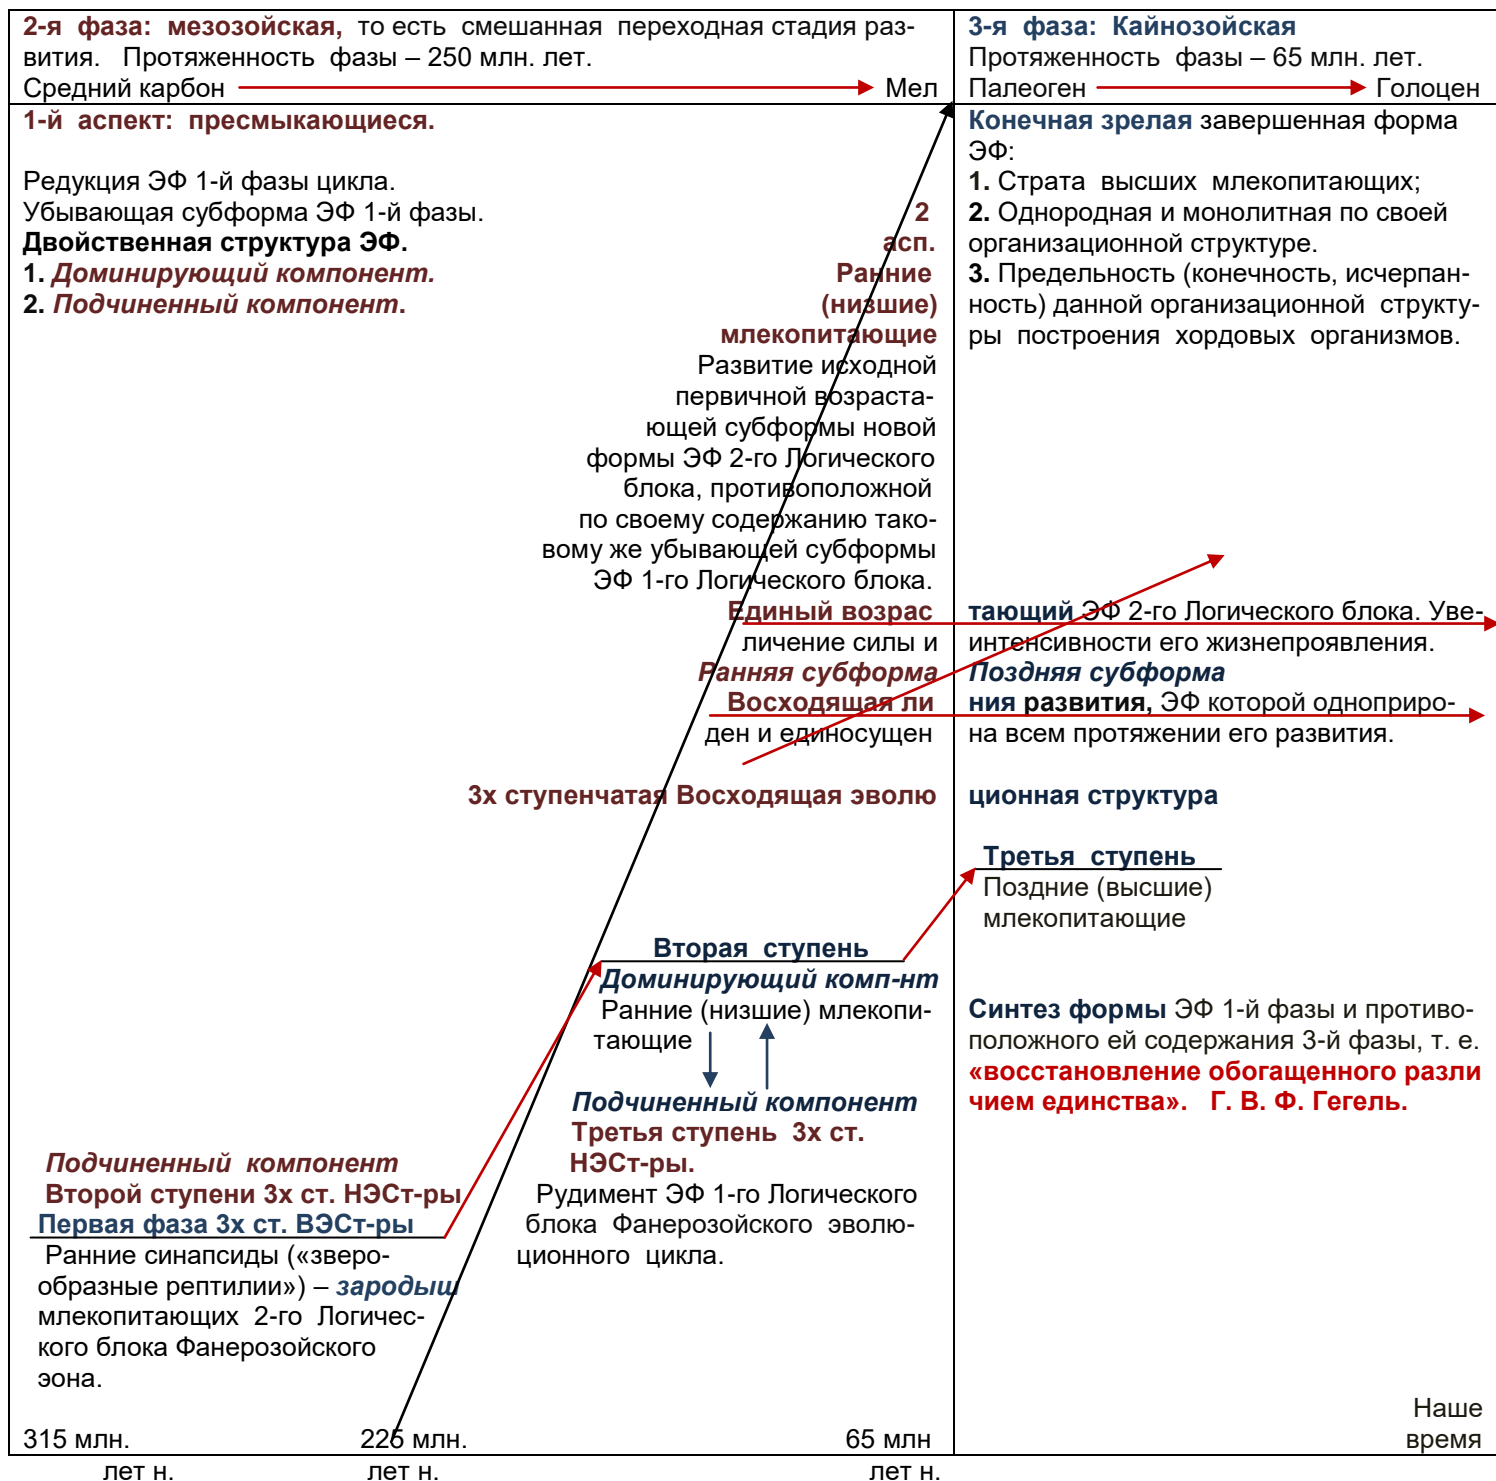 2-я фаза: мезозойская, то есть смешанная переходная стадия раз-
вития. Протяженность фазы – 250 млн. лет.
Средний карбон Мел
1-й аспект: пресмыкающиеся.
Редукция ЭФ 1-й фазы цикла.
Убывающая субформа ЭФ 1-й фазы.
Двойственная структура ЭФ.
1. Доминирующий компонент.
2. Подчиненный компонент.
2
асп.
Ранние
(низшие)
млекопитающие
Развитие исходной
первичной возраста-
ющей субформы новой
формы ЭФ 2-го Логического
блока, противоположной
по своему содержанию тако-
вому же убывающей субформы
ЭФ 1-го Логического блока.
3-я фаза: Кайнозойская
Протяженность фазы – 65 млн. лет.
Палеоген Голоцен
Конечная зрелая завершенная форма
ЭФ:
1. Страта высших млекопитающих;
2. Однородная и монолитная по своей
организационной структуре.
3. Предельность (конечность, исчерпан-
ность) данной организационной структу-
ры построения хордовых организмов.
Единый возрас тающий ЭФ 2-го Логического блока. Уве-
личение силы и интенсивности его жизнепроявления.
Ранняя субформа Поздняя субформа
Восходящая ли ния развития, ЭФ которой одноприро-
ден и единосущен на всем протяжении его развития.
3х ступенчатая Восходящая эволю ционная структура
Третья ступень
Поздние (высшие)
млекопитающие
Вторая ступень
Доминирующий комп-нт
Ранние (низшие) млекопи-
тающие
Подчиненный компонент
Третья ступень 3х ст.
НЭСт-ры.
Рудимент ЭФ 1-го Логического
блока Фанерозойского эволю-
ционного цикла.
Синтез формы ЭФ 1-й фазы и противо-
положного ей содержания 3-й фазы, т. е.
«восстановление обогащенного разли
чием единства». Г. В. Ф. Гегель.
Подчиненный компонент
Второй ступени 3х ст. НЭСт-ры
Первая фаза 3х ст. ВЭСт-ры
Ранние синапсиды («зверо-
образные рептилии») – зародыш
млекопитающих 2-го Логичес-
кого блока Фанерозойского
эона.
315 млн.
лет н.
225 млн.
лет н.
65 млн
лет н.
Наше
время